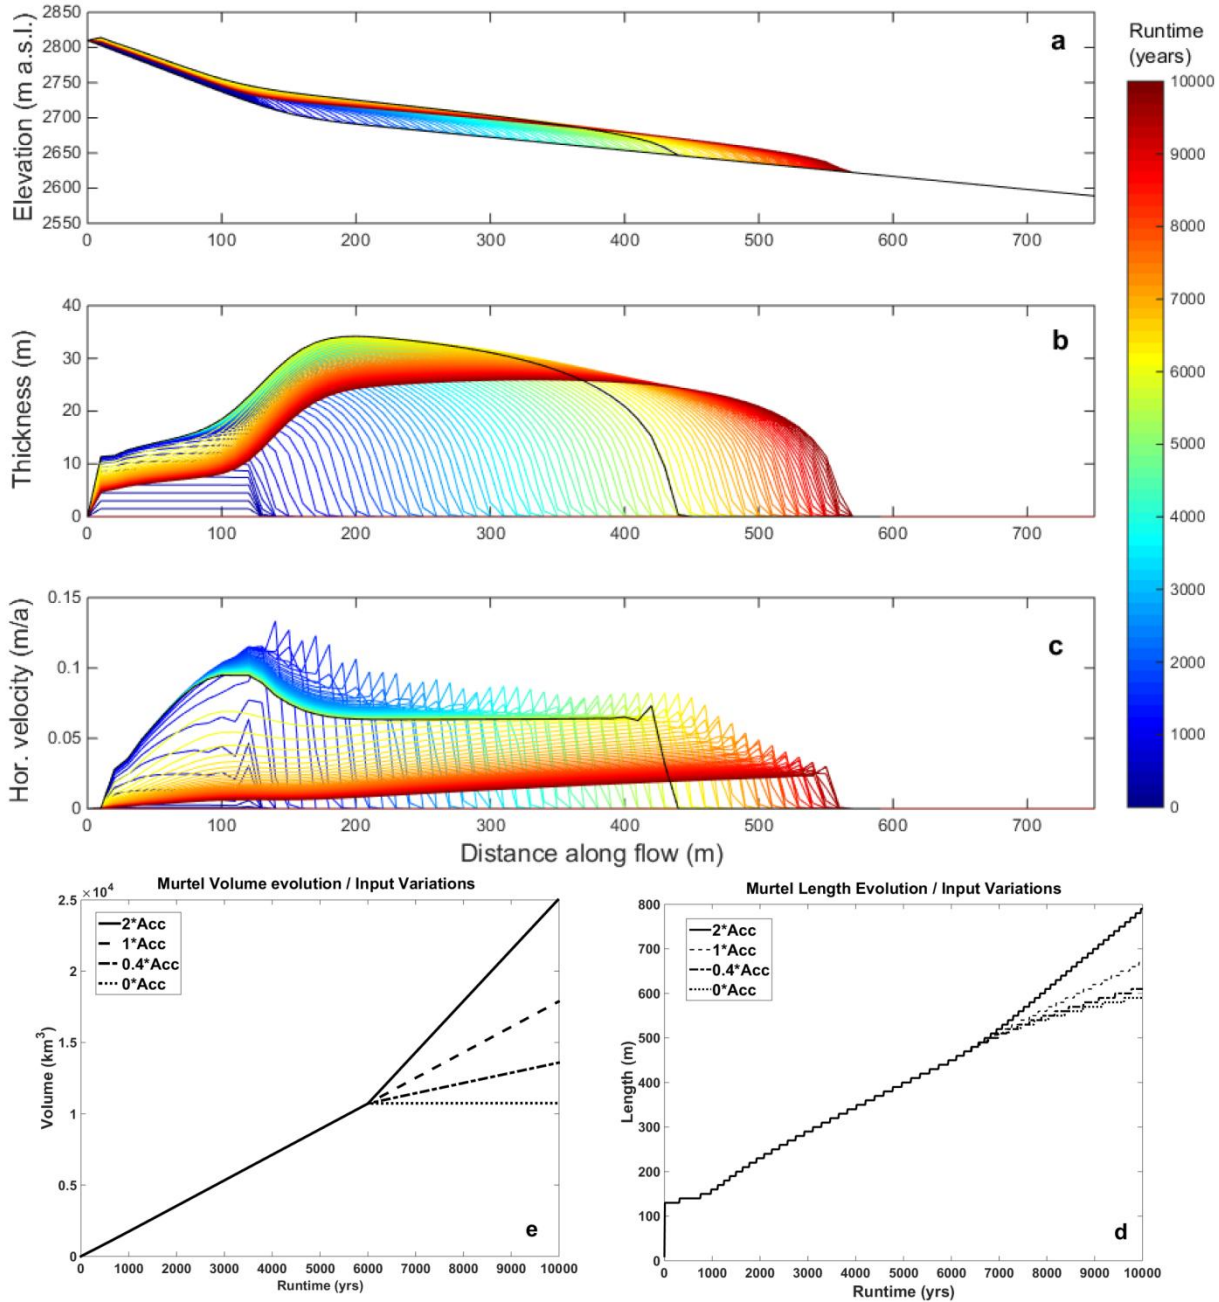 a
Elevation (m a.s.l.)
2850
2800
2750
2700
2650
2600
2550
0 100 200 300 400 500 600 700
b
Thickness (m)
40
30
20
10
0
0 100 200 300 400 500 600 700
c
Hor. velocity (m/a)
0.15
0.1
0.05
0
0 100 200 300 400 500 600 700
Distance along flow (m)
Runtime
(years)
10000
9000
8000
7000
6000
5000
4000
3000
2000
1000
0
Murtel Volume evolution / Input Variations
×10⁴
2*Acc
1*Acc
0.4*Acc
0*Acc
Volume (km³)
2.5
2
1.5
1
0.5
0
e
0 1000 2000 3000 4000 5000 6000 7000 8000 9000 10000
Runtime (yrs)
Murtel Length Evolution / Input Variations
2*Acc
1*Acc
0.4*Acc
0*Acc
Length (m)
800
700
600
500
400
300
200
100
0
d
0 1000 2000 3000 4000 5000 6000 7000 8000 9000 10000
Runtime (yrs)